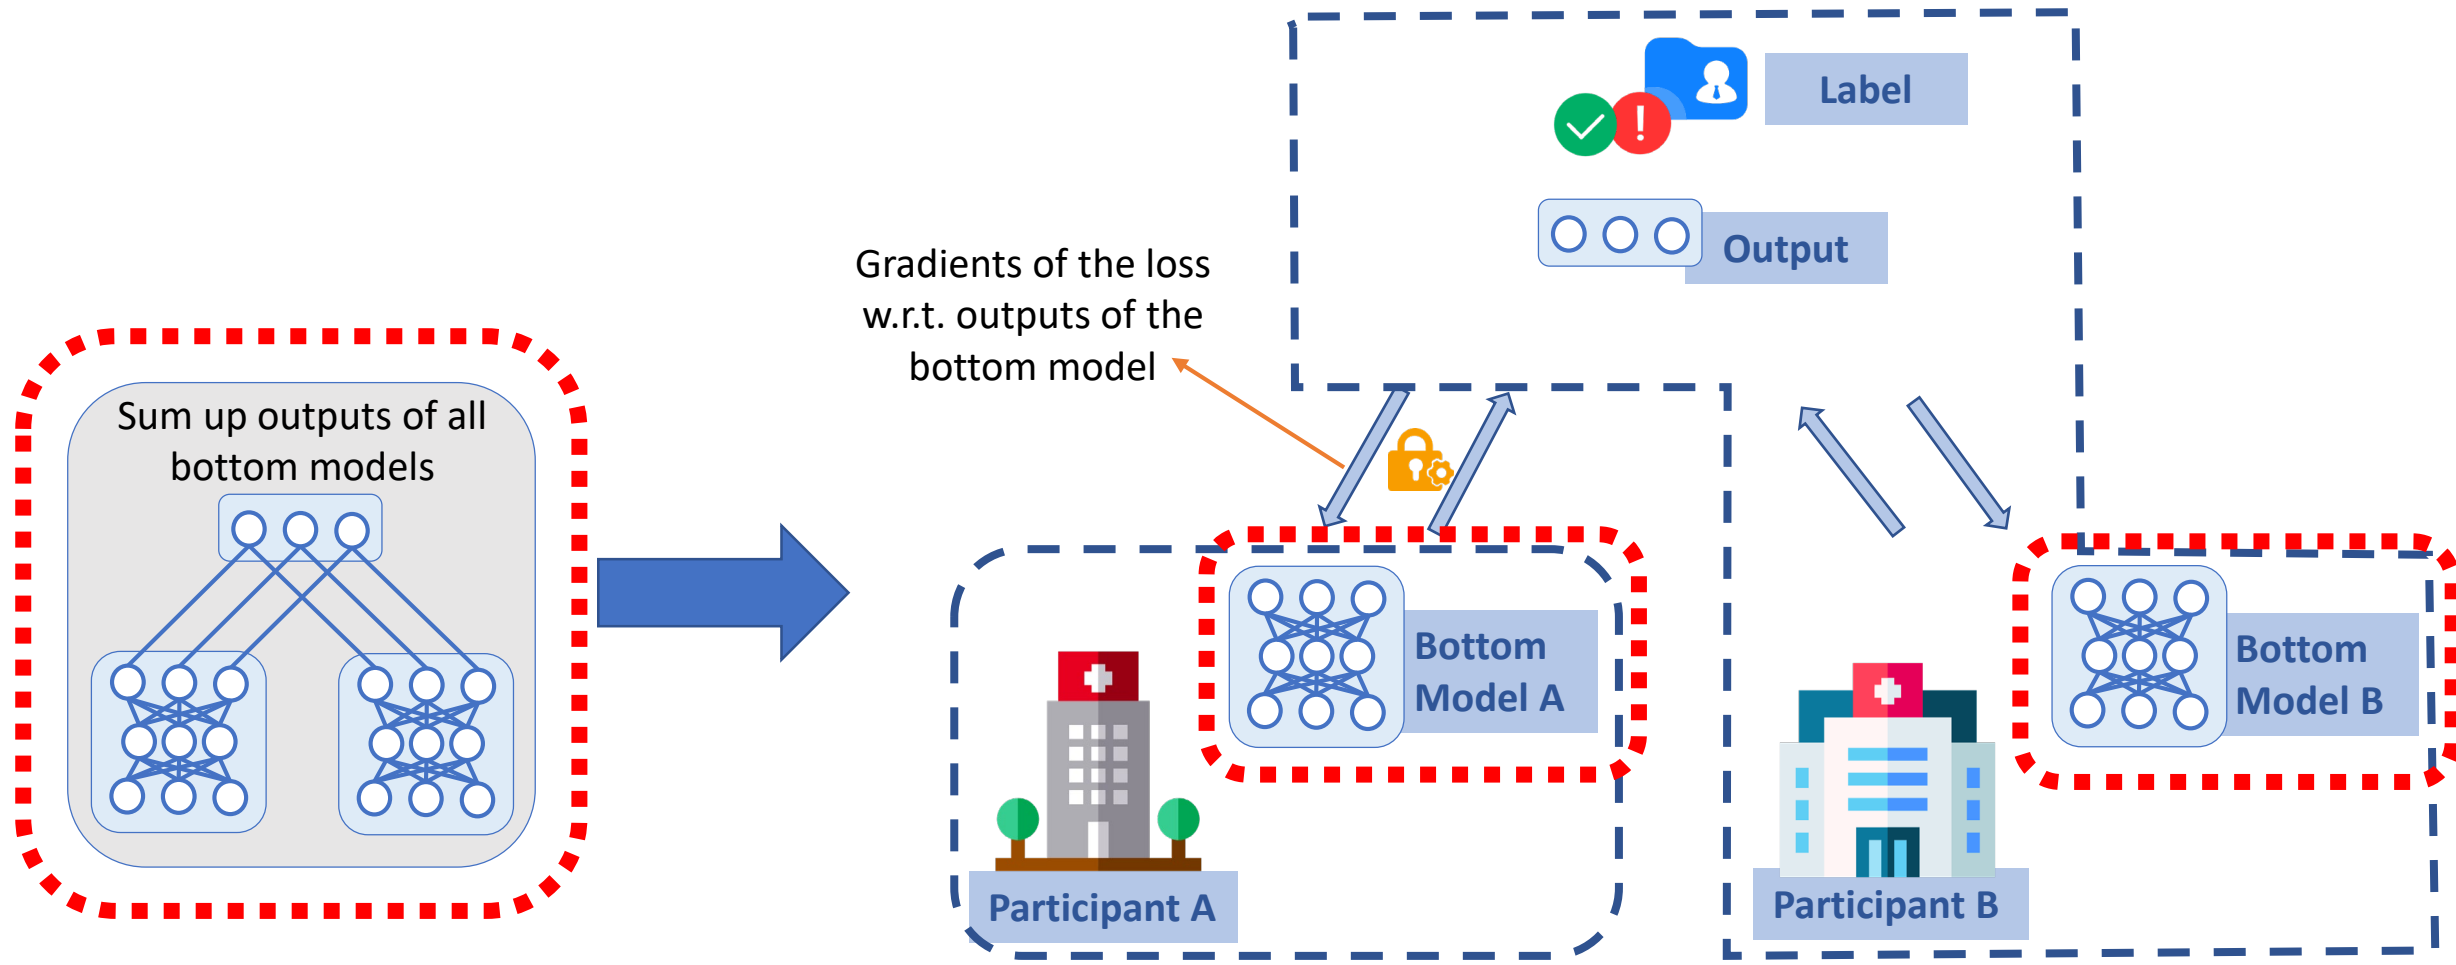 Label
Output
Gradients of the loss
w.r.t. outputs of the
bottom model
Sum up outputs of all
bottom models
Bottom
Model A
Bottom
Model B
Participant A
Participant B